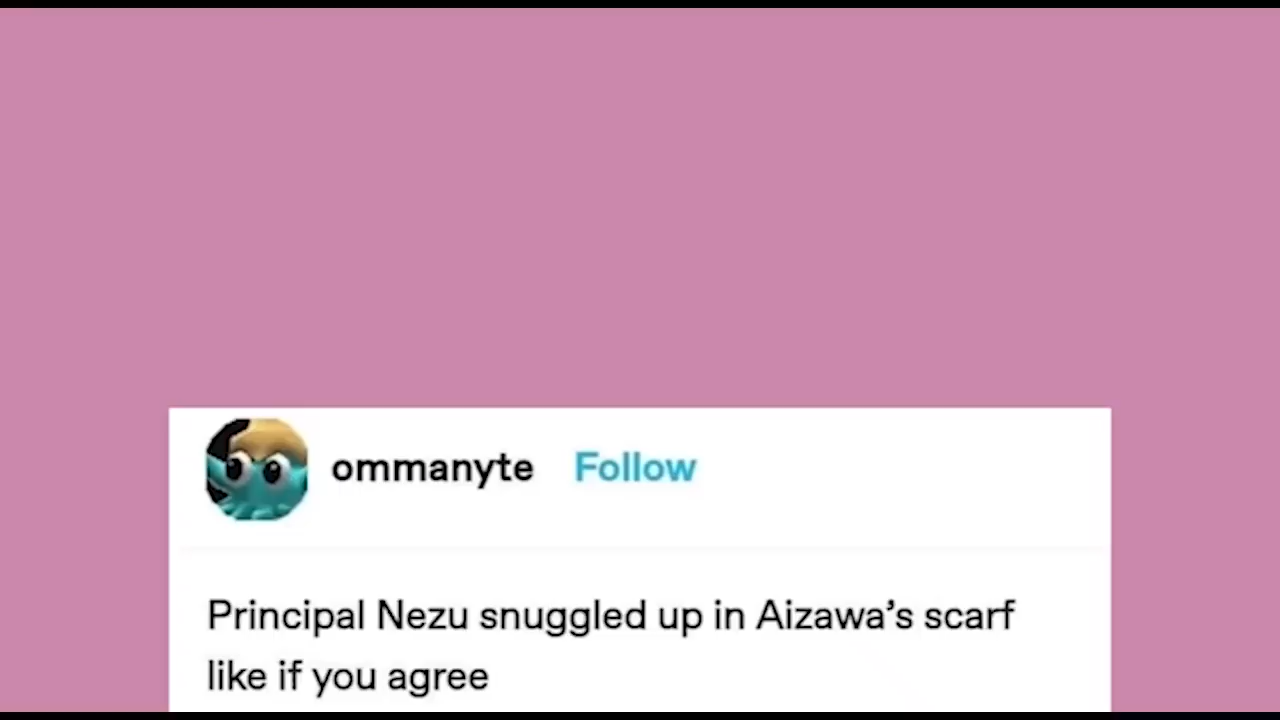 ommanyte Follow
Principal Nezu snuggled up in Aizawa’s scarf
like if you agree